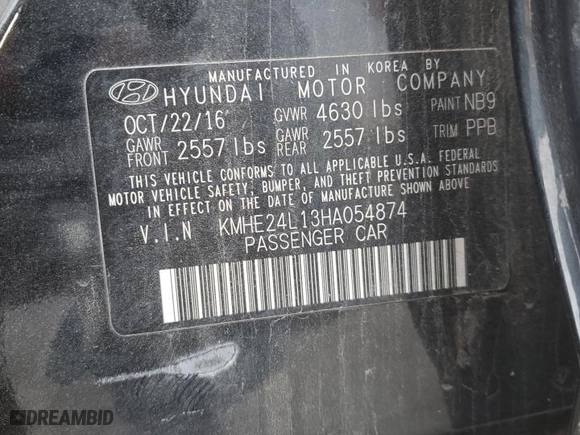 MANUFACTURED IN KOREA BY
HYUNDAI MOTOR COMPANY
OCT/22/16 GVWR 4630 lbs PAINT NB9
GAWR FRONT 2557 lbs GAWR REAR 2557 lbs TRIM PPB
THIS VEHICLE CONFORMS TO ALL APPLICABLE U.S.A. FEDERAL
MOTOR VEHICLE SAFETY, BUMPER, AND THEFT PREVENTION STANDARDS
IN EFFECT ON THE DATE OF MANUFACTURE SHOWN ABOVE.
V.I.N KMHE24L13HA054874
PASSENGER CAR
DREAMBID